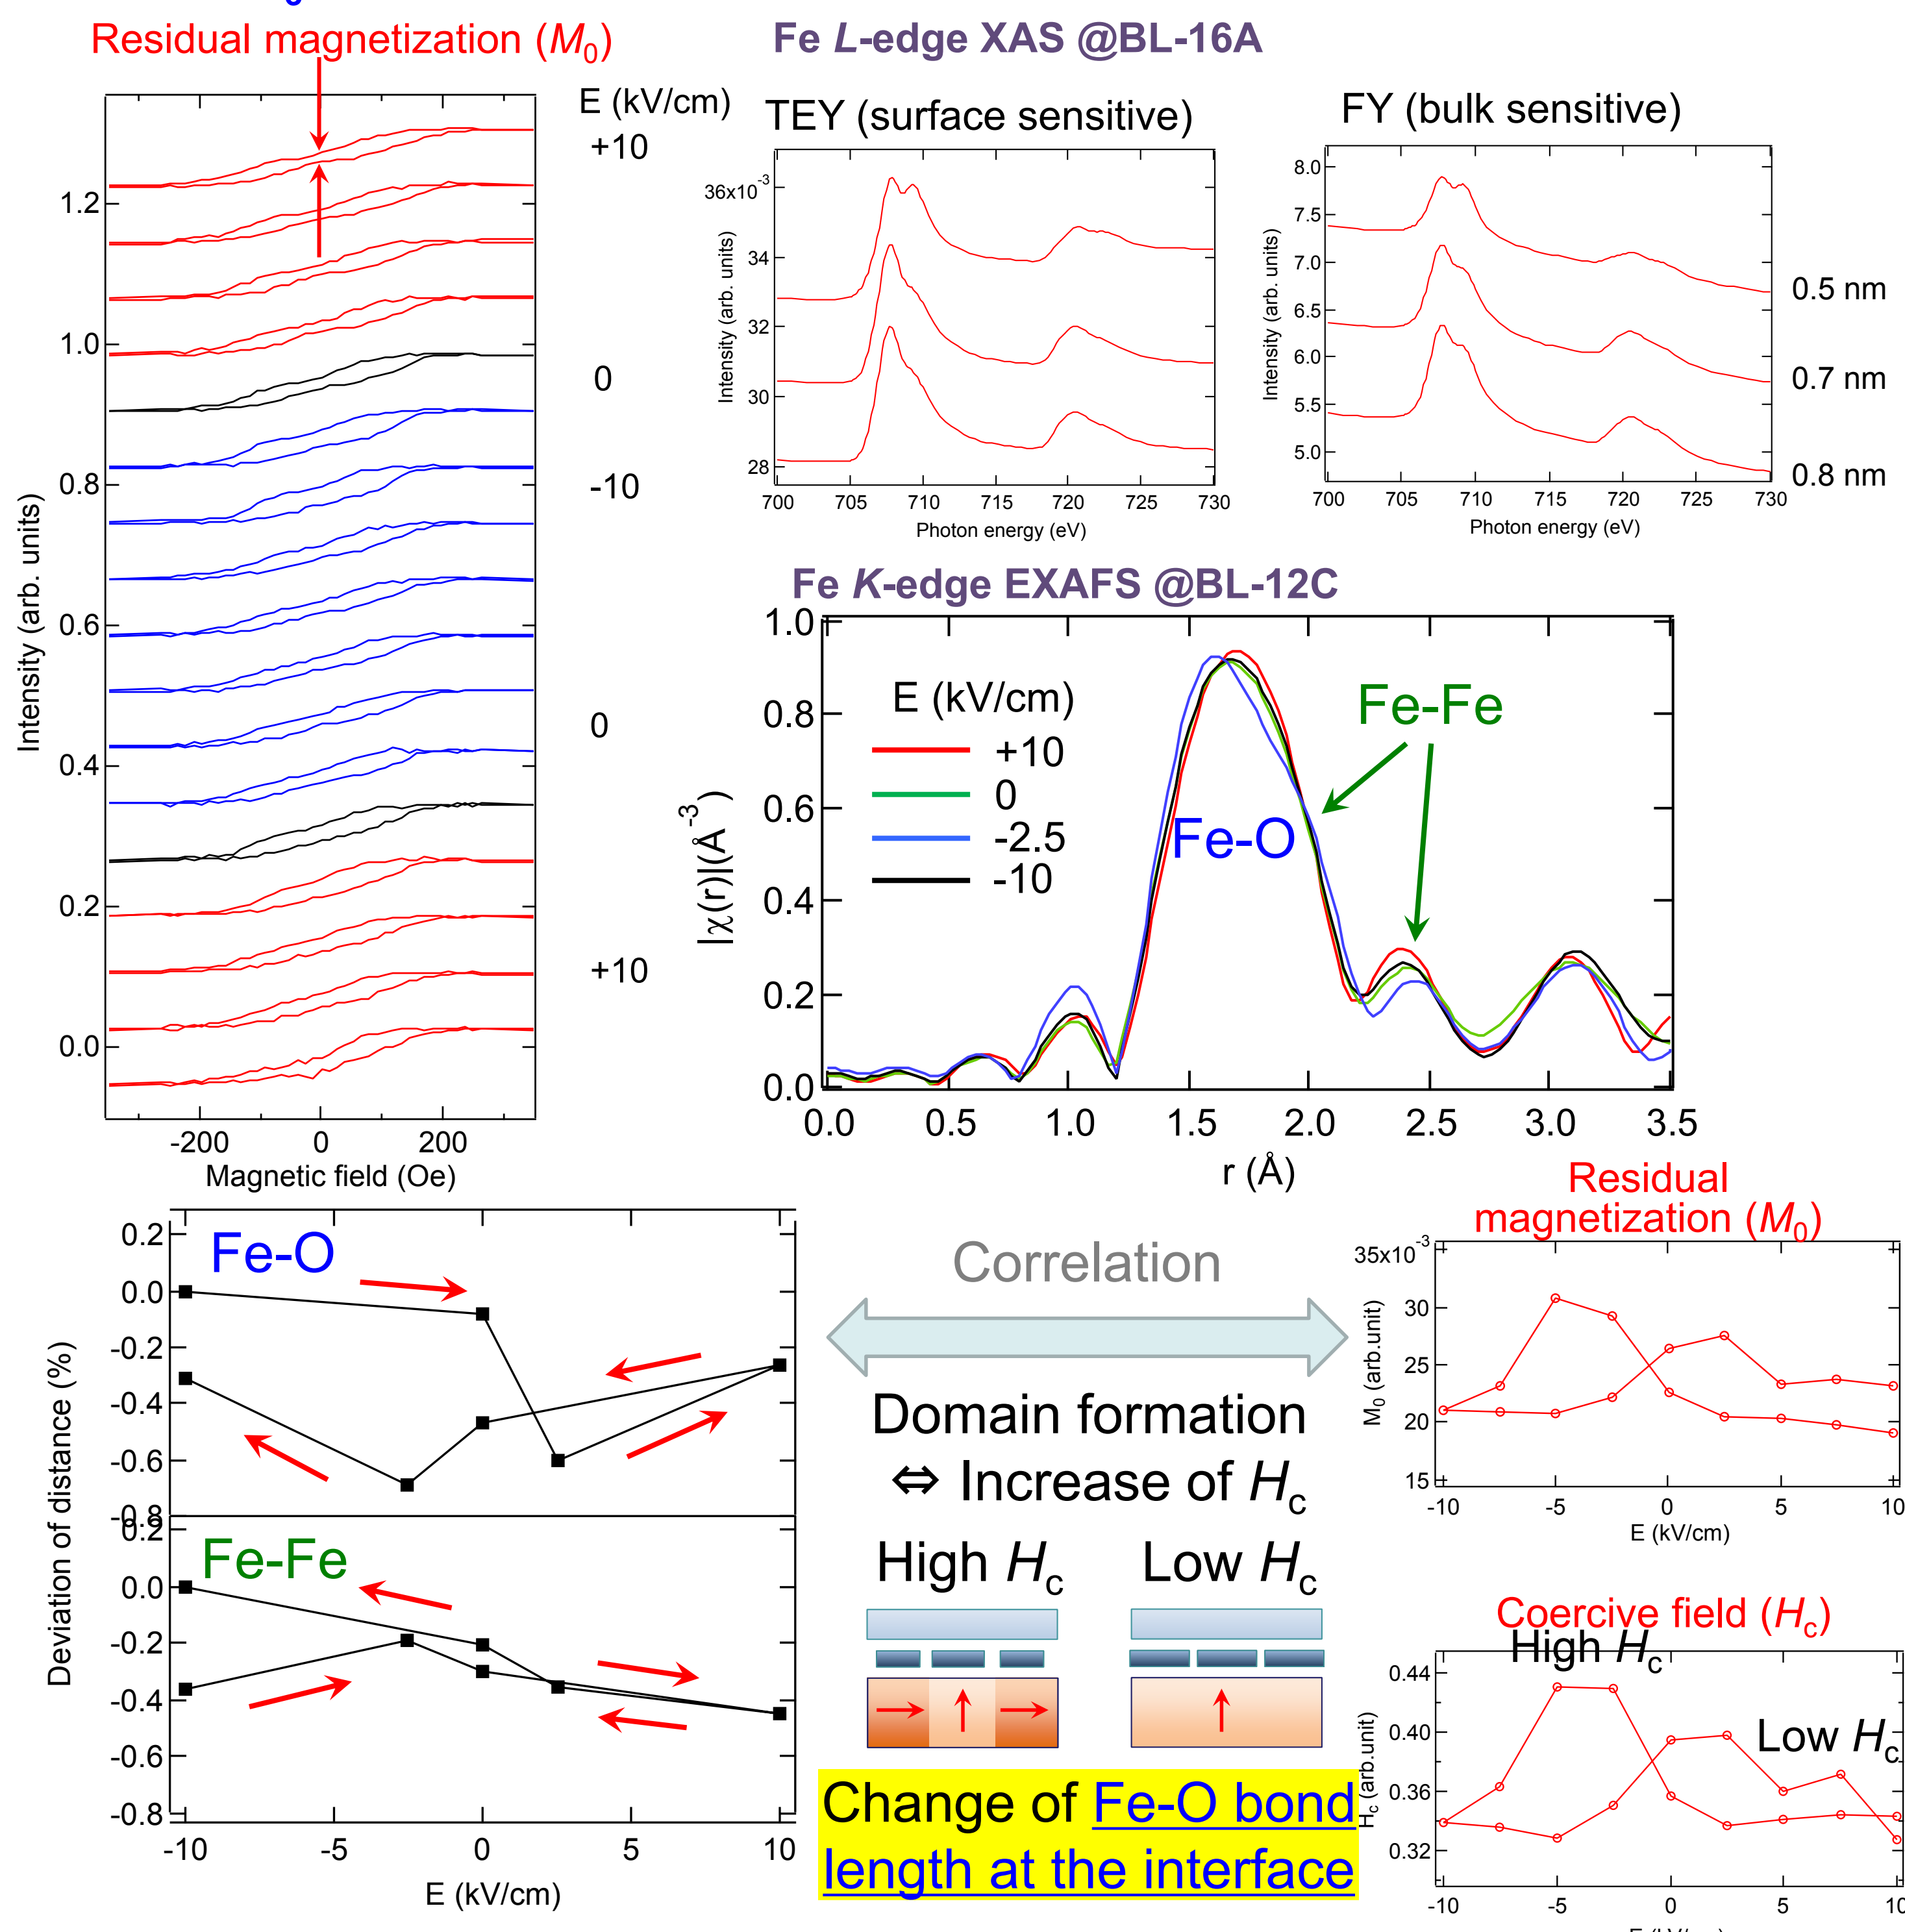 Residual magnetization (M0)
E (kV/cm)
+10
0
-10
0
+10
1.2
1.0
0.8
0.6
0.4
0.2
0.0
Intensity (arb. units)
-200 0 200
Magnetic field (Oe)
Fe L-edge XAS @BL-16A
TEY (surface sensitive)
36x10-3
34
32
30
28
Intensity (arb. units)
700 705 710 715 720 725 730
Photon energy (eV)
FY (bulk sensitive)
8.0
7.5
7.0
6.5
6.0
5.5
5.0
Intensity (arb. units)
700 705 710 715 720 725 730
Photon energy (eV)
0.5 nm
0.7 nm
0.8 nm
Fe K-edge EXAFS @BL-12C
1.0
0.8
0.6
0.4
0.2
0.0
|χ(r)|(Å-3)
E (kV/cm)
+10
0
-2.5
-10
Fe-Fe
Fe-O
0.0 0.5 1.0 1.5 2.0 2.5 3.0 3.5
r (Å)
Fe-O
0.2
0.0
-0.2
-0.4
-0.6
-0.8
Fe-Fe
0.2
0.0
-0.2
-0.4
-0.6
-0.8
Deviation of distance (%)
-10 -5 0 5 10
E (kV/cm)
Correlation
Domain formation
⇔ Increase of Hc
High Hc Low Hc
Change of Fe-O bond
length at the interface
Residual
magnetization (M0)
35x10-3
30
25
20
15
M0 (arb.unit)
-10 -5 0 5 10
E (kV/cm)
Coercive field (Hc)
High Hc
Low Hc
0.44
0.40
0.36
0.32
Hc (arb.unit)
-10 -5 0 5 10